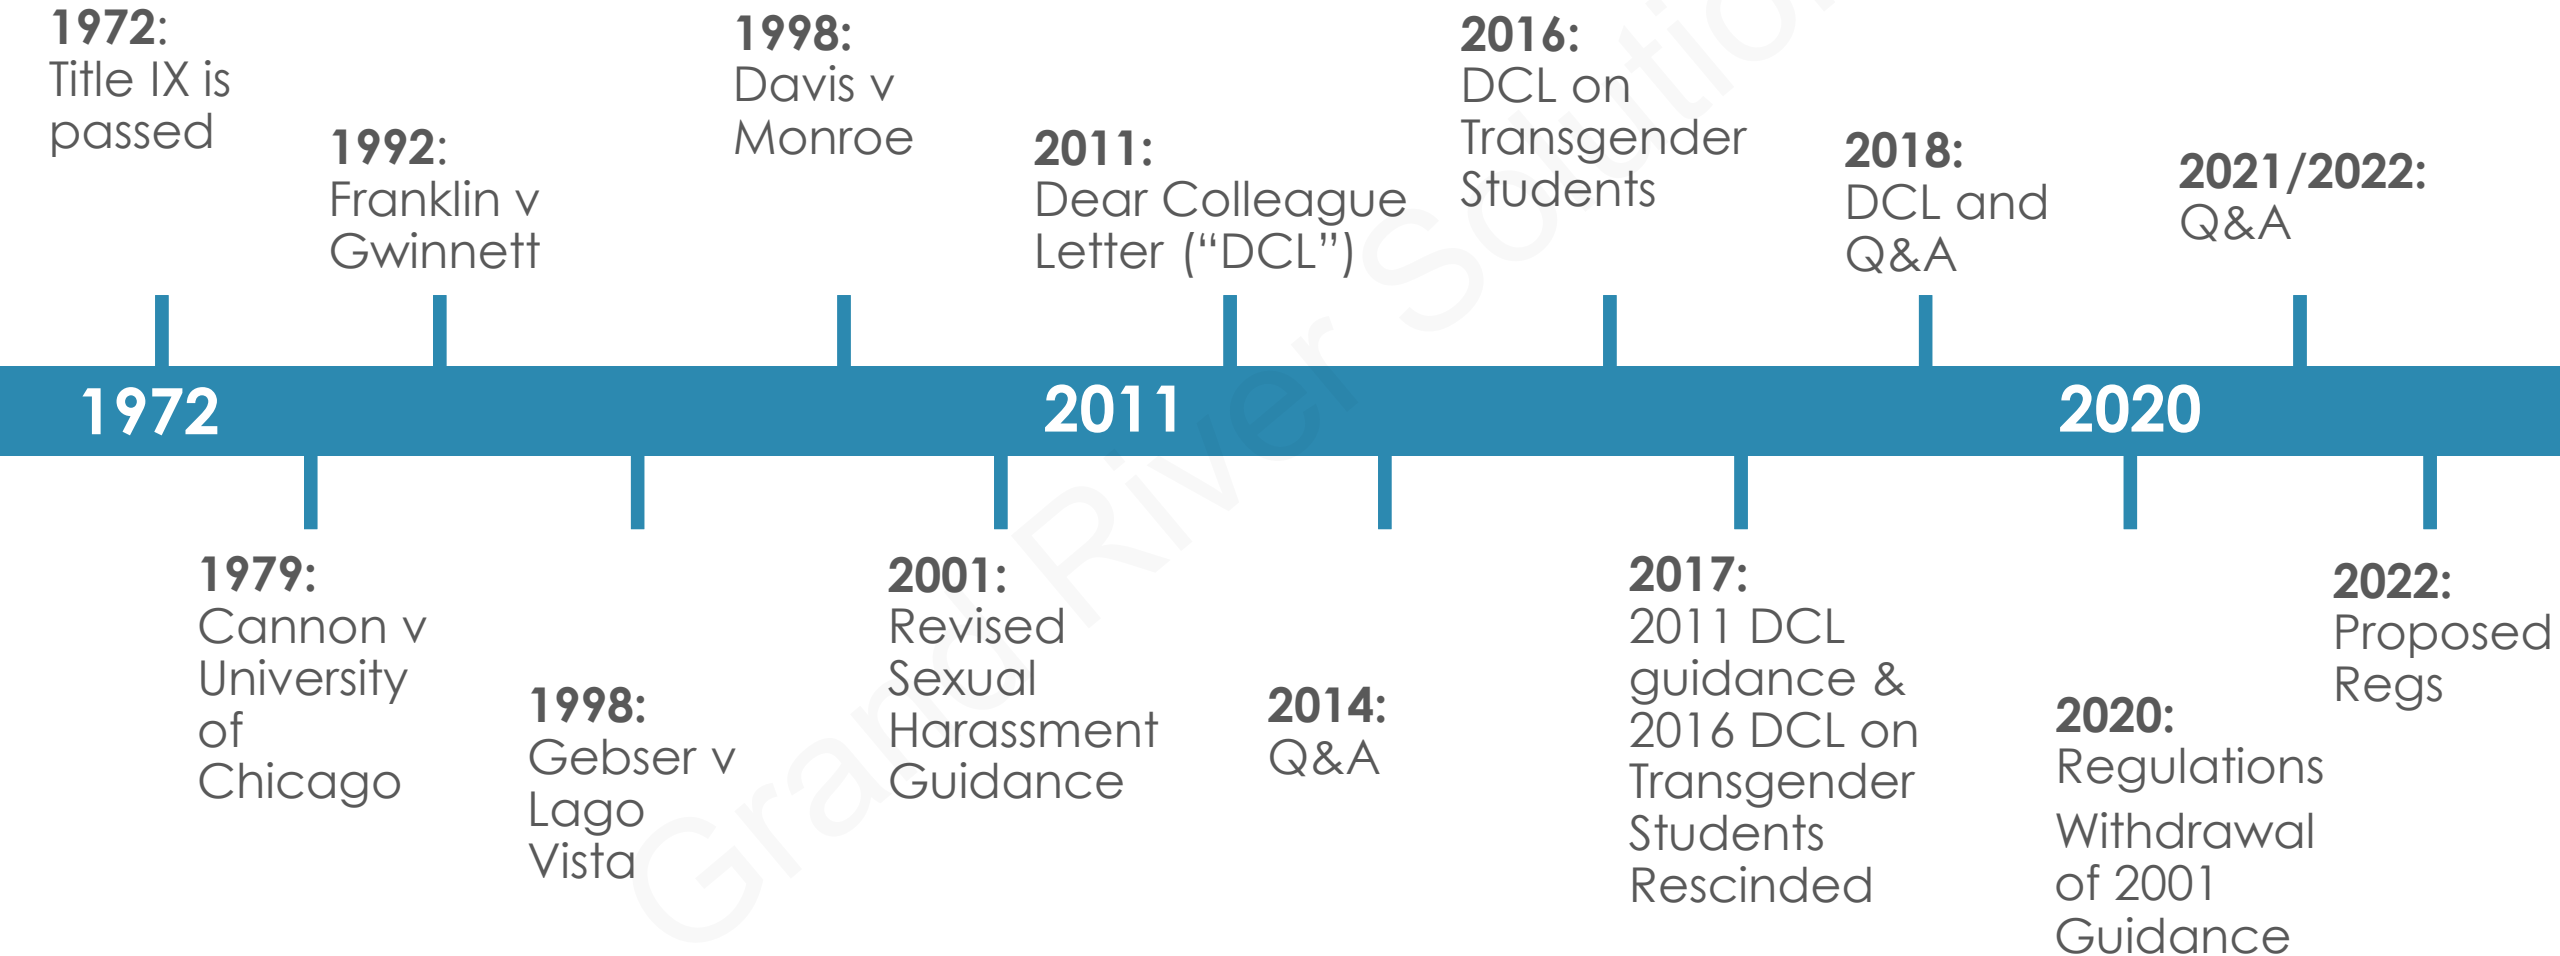 1972:
Title IX is
passed
1992:
Franklin v
Gwinnett
1998:
Davis v
Monroe
2011:
Dear Colleague
Letter (“DCL”)
2016:
DCL on
Transgender
Students
2018:
DCL and
Q&A
2021/2022:
Q&A
1972
2011
2020
1979:
Cannon v
University
of
Chicago
1998:
Gebser v
Lago
Vista
2001:
Revised
Sexual
Harassment
Guidance
2014:
Q&A
2017:
2011 DCL
guidance &
2016 DCL on
Transgender
Students
Rescinded
2020:
Regulations
Withdrawal
of 2001
Guidance
2022:
Proposed
Regs
Grand River Solutio